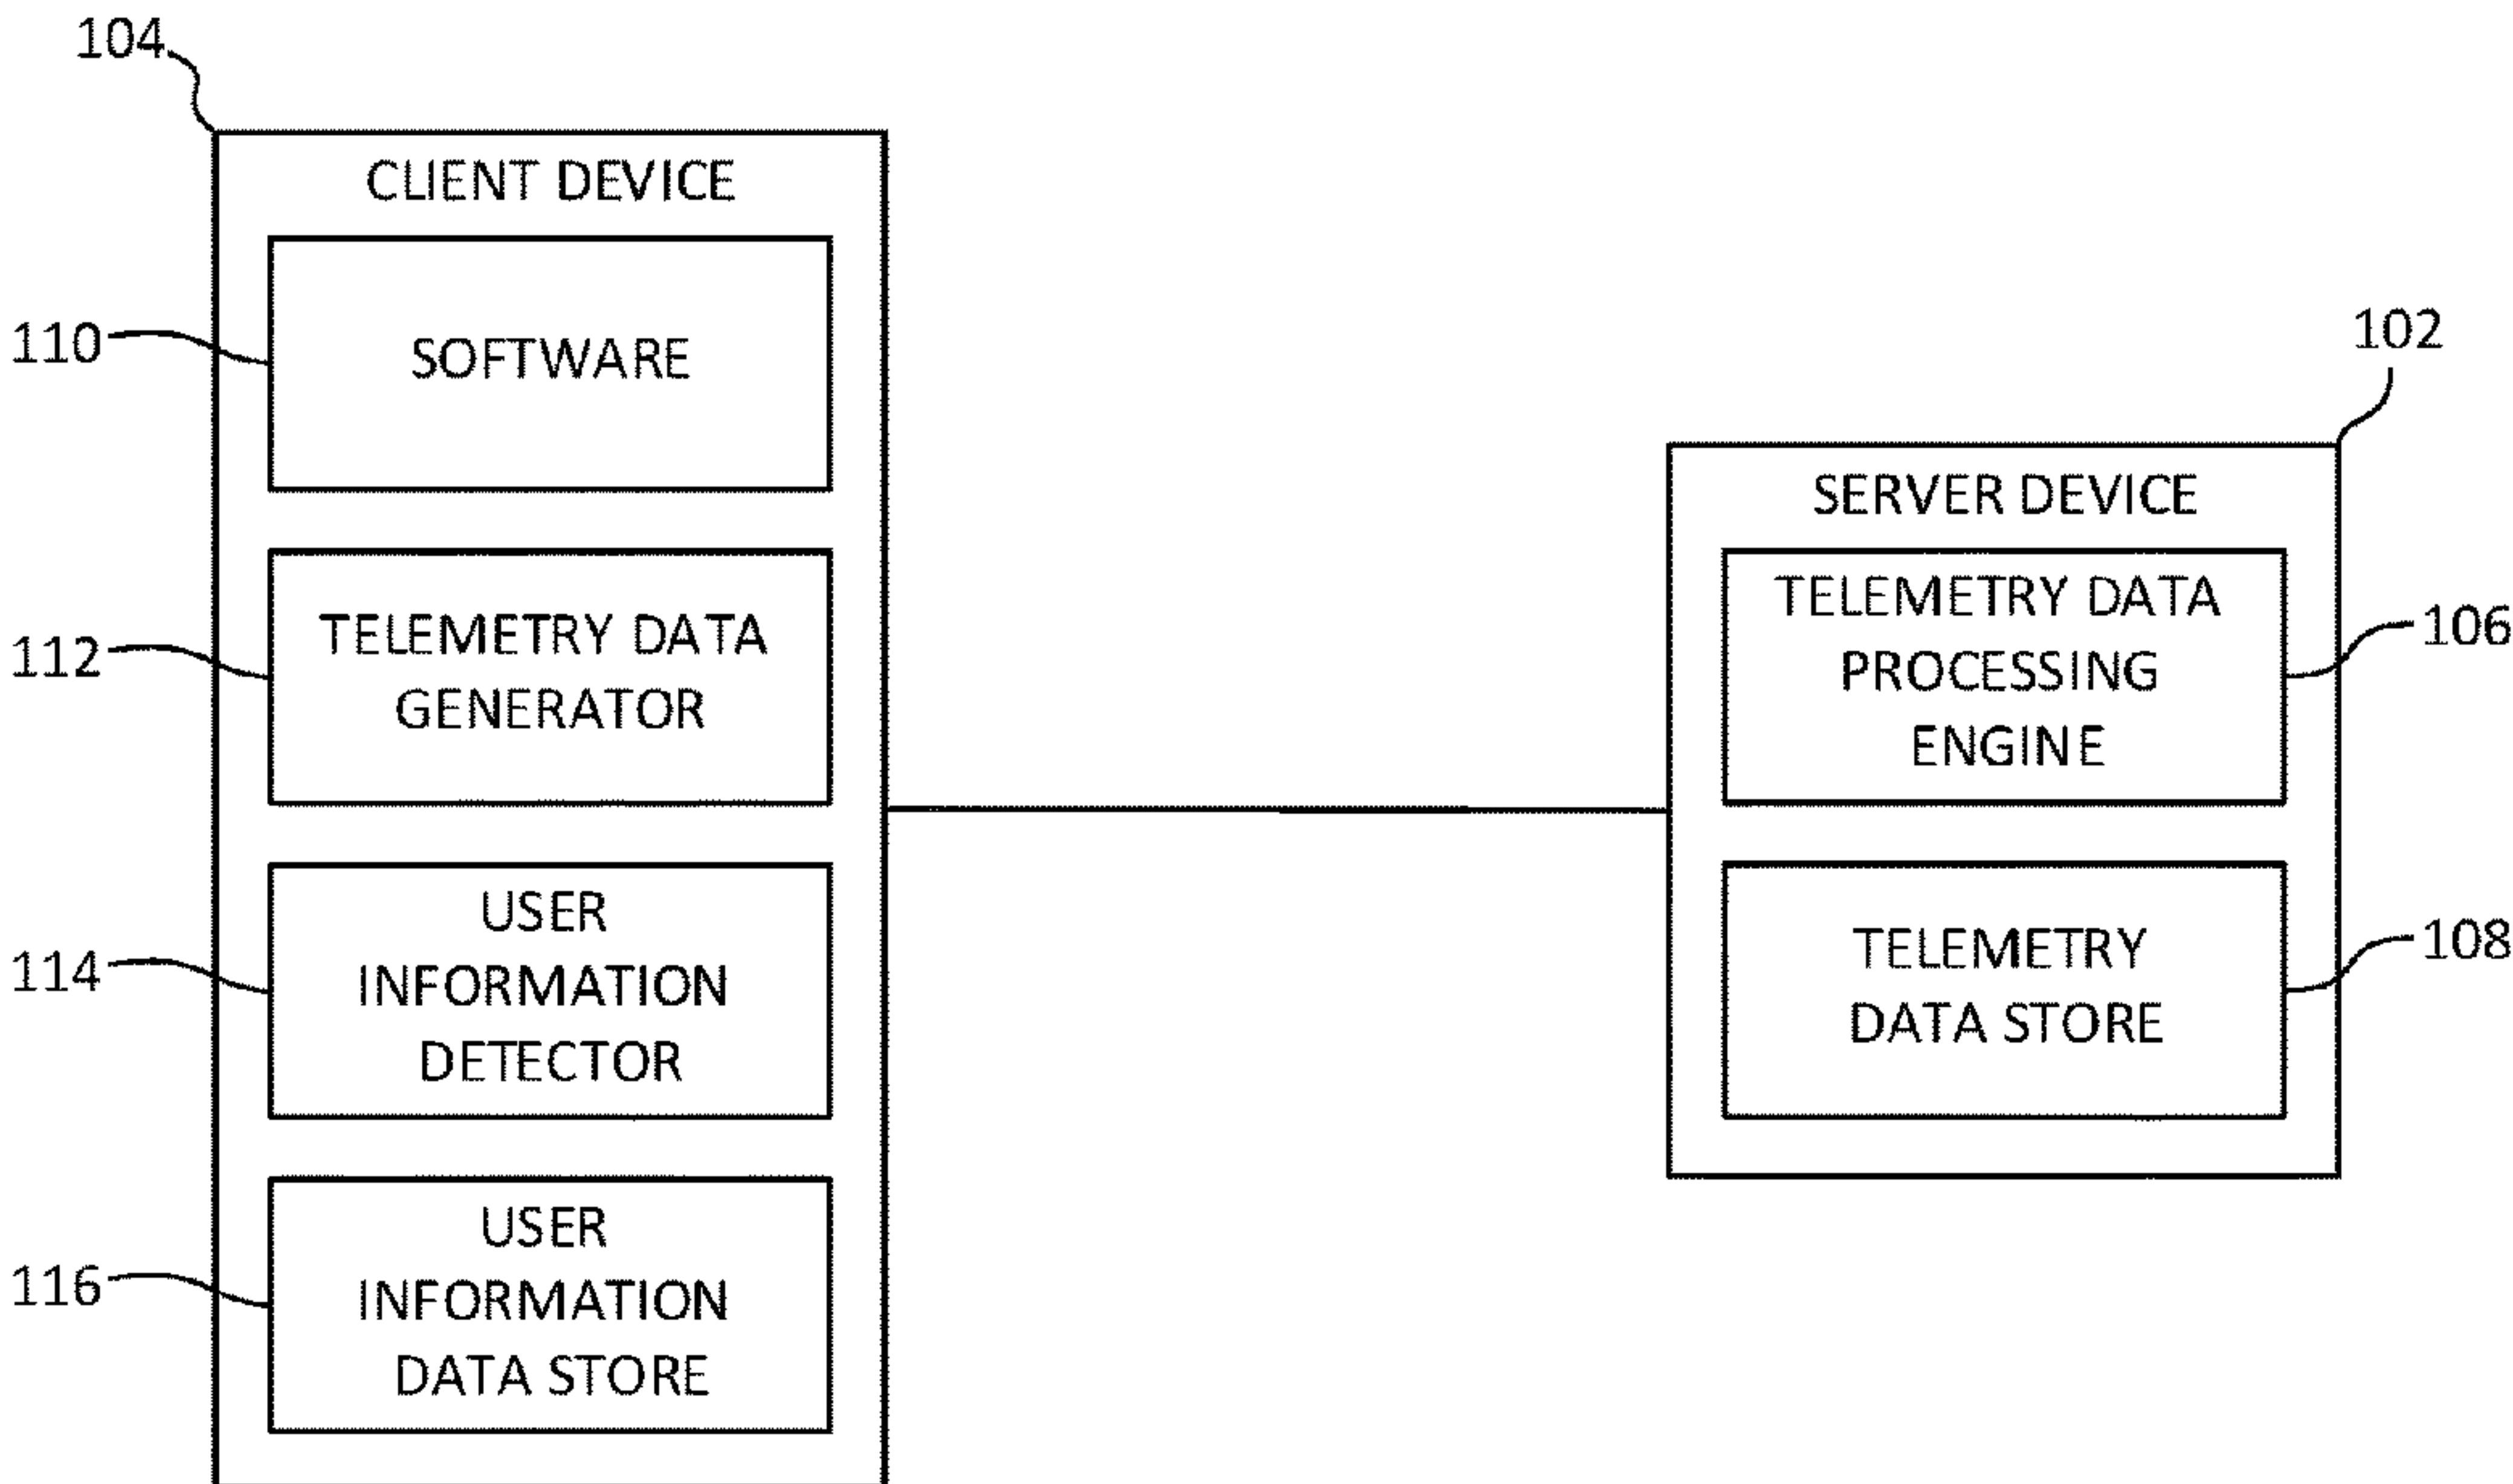 104
CLIENT DEVICE
110
SOFTWARE
112
TELEMETRY DATA
GENERATOR
114
USER
INFORMATION
DETECTOR
116
USER
INFORMATION
DATA STORE
102
SERVER DEVICE
TELEMETRY DATA
PROCESSING
ENGINE
106
TELEMETRY
DATA STORE
108